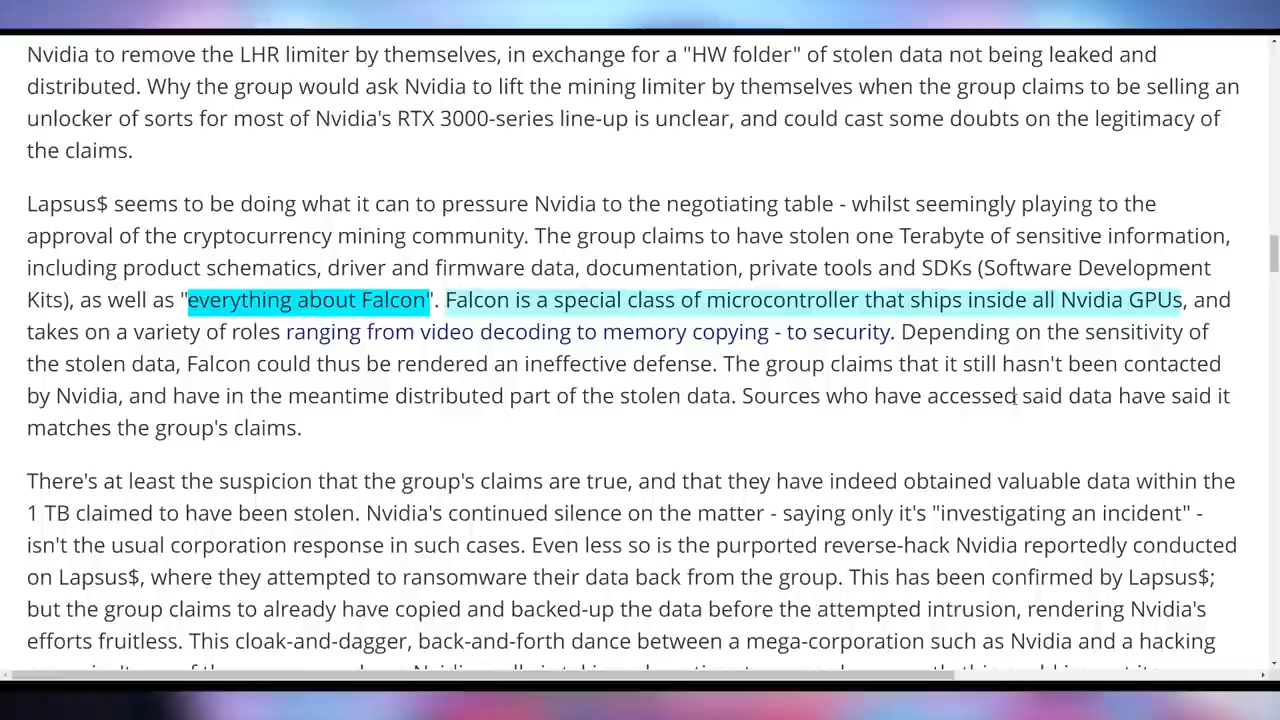 Nvidia to remove the LHR limiter by themselves, in exchange for a "HW folder" of stolen data not being leaked and
distributed. Why the group would ask Nvidia to lift the mining limiter by themselves when the group claims to be selling an
unlocker of sorts for most of Nvidia's RTX 3000-series line-up is unclear, and could cast some doubts on the legitimacy of
the claims.
Lapsus$ seems to be doing what it can to pressure Nvidia to the negotiating table - whilst seemingly playing to the
approval of the cryptocurrency mining community. The group claims to have stolen one Terabyte of sensitive information,
including product schematics, driver and firmware data, documentation, private tools and SDKs (Software Development
Kits), as well as "everything about Falcon". Falcon is a special class of microcontroller that ships inside all Nvidia GPUs, and
takes on a variety of roles ranging from video decoding to memory copying - to security. Depending on the sensitivity of
the stolen data, Falcon could thus be rendered an ineffective defense. The group claims that it still hasn't been contacted
by Nvidia, and have in the meantime distributed part of the stolen data. Sources who have accessed said data have said it
matches the group's claims.
There's at least the suspicion that the group's claims are true, and that they have indeed obtained valuable data within the
1 TB claimed to have been stolen. Nvidia's continued silence on the matter - saying only it's "investigating an incident" -
isn't the usual corporation response in such cases. Even less so is the purported reverse-hack Nvidia reportedly conducted
on Lapsus$, where they attempted to ransomware their data back from the group. This has been confirmed by Lapsus$;
but the group claims to already have copied and backed-up the data before the attempted intrusion, rendering Nvidia's
efforts fruitless. This cloak-and-dagger, back-and-forth dance between a mega-corporation such as Nvidia and a hacking